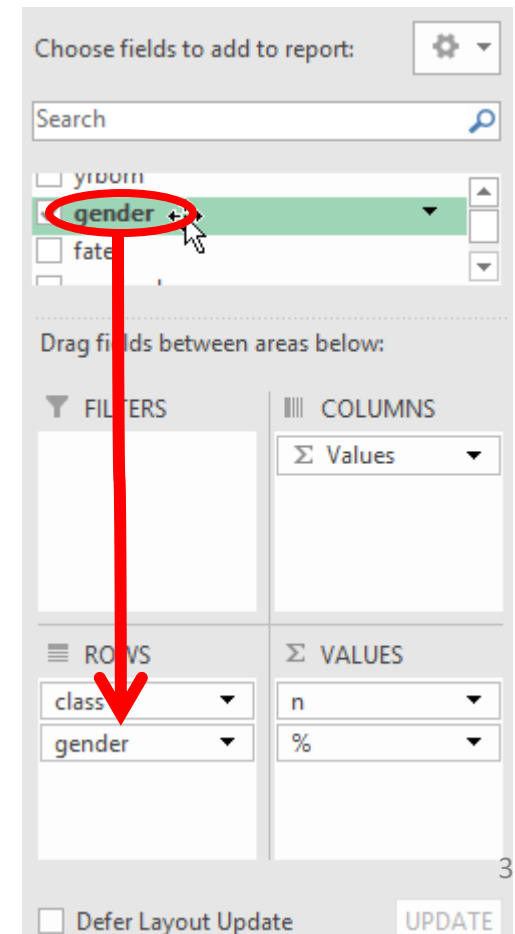 Choose fields to add to report:
Search
yrborn
gender
fate
Drag fields between areas below:
FILTERS
COLUMNS
Σ Values
ROWS
Σ VALUES
class
n
gender
%
3
Defer Layout Update
UPDATE